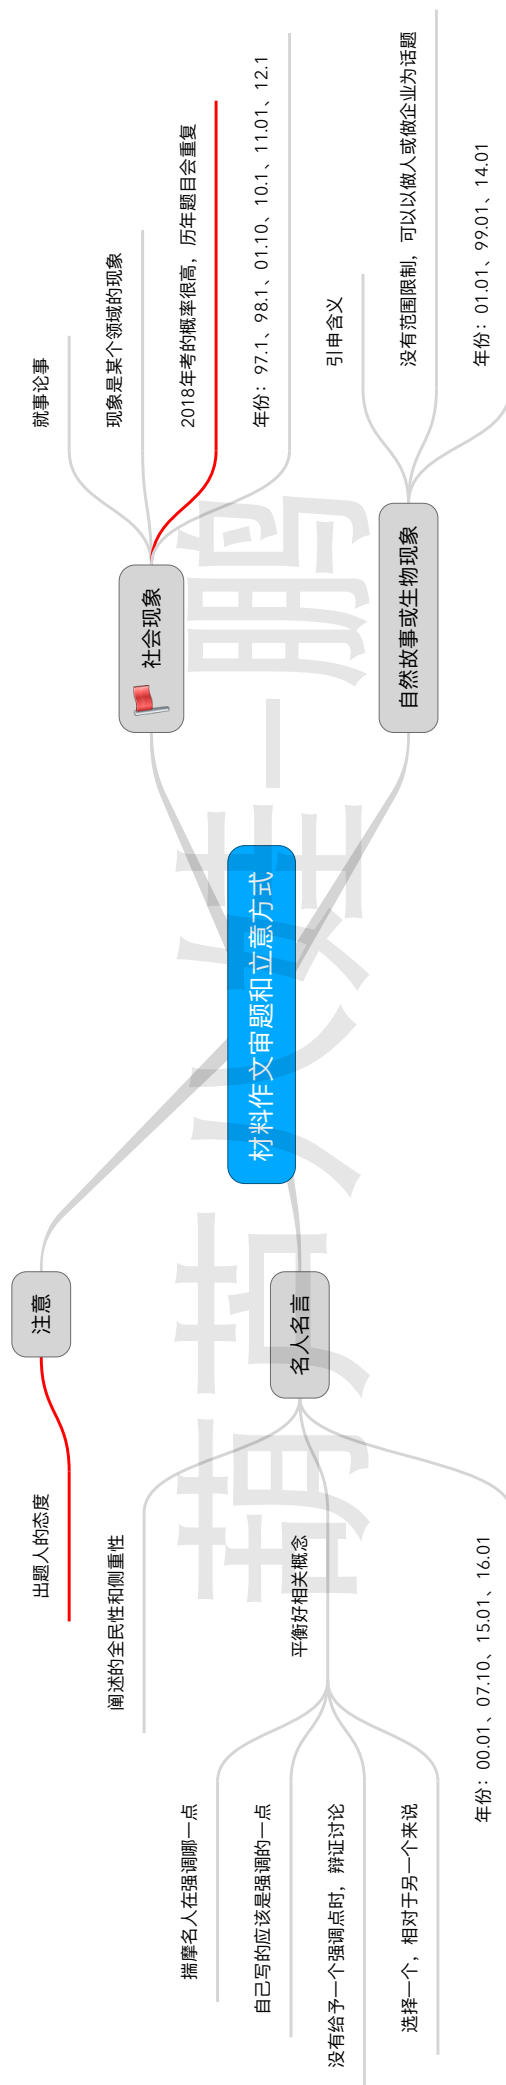 材料作文审题和立意方式
注意
出题人的态度
名人名言
阐述的全民性和侧重性
平衡好相关概念
揣摩名人在强调哪一点
自己写的应该是强调的一点
没有给予一个强调点时，辩证讨论
选择一个，相对于另一个来说
年份：00.01、07.10、15.01、16.01
社会现象
就事论事
现象是某个领域的现象
2018年考的概率很高，历年题目会重复
年份：97.1、98.1、01.10、10.1、11.01、12.1
自然故事或生物现象
引申含义
没有范围限制，可以以做人或做企业为话题
年份：01.01、99.01、14.01